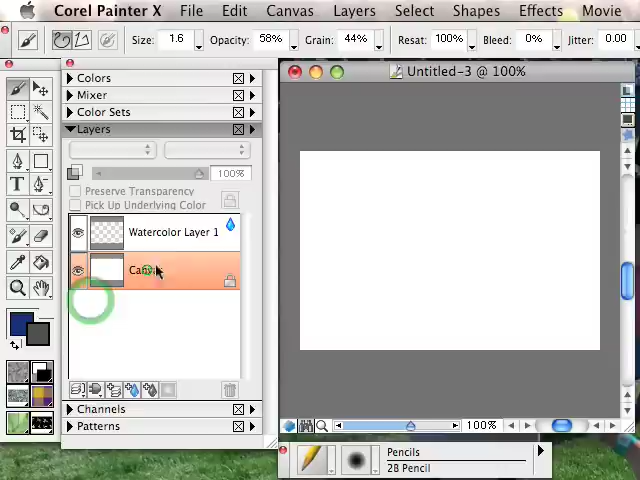 Corel Painter X File Edit Canvas Layers Select Shapes Effects Movie
Size: 1.6 Opacity: 58% Grain: 44% Resat: 100% Bleed: 0% Jitter: 0.00
Colors
Mixer
Color Sets
Layers
100%
Preserve Transparency
Pick Up Underlying Color
Watercolor Layer 1
Canvas
Channels
Patterns
Untitled-3 @ 100%
100%
Pencils
2B Pencil